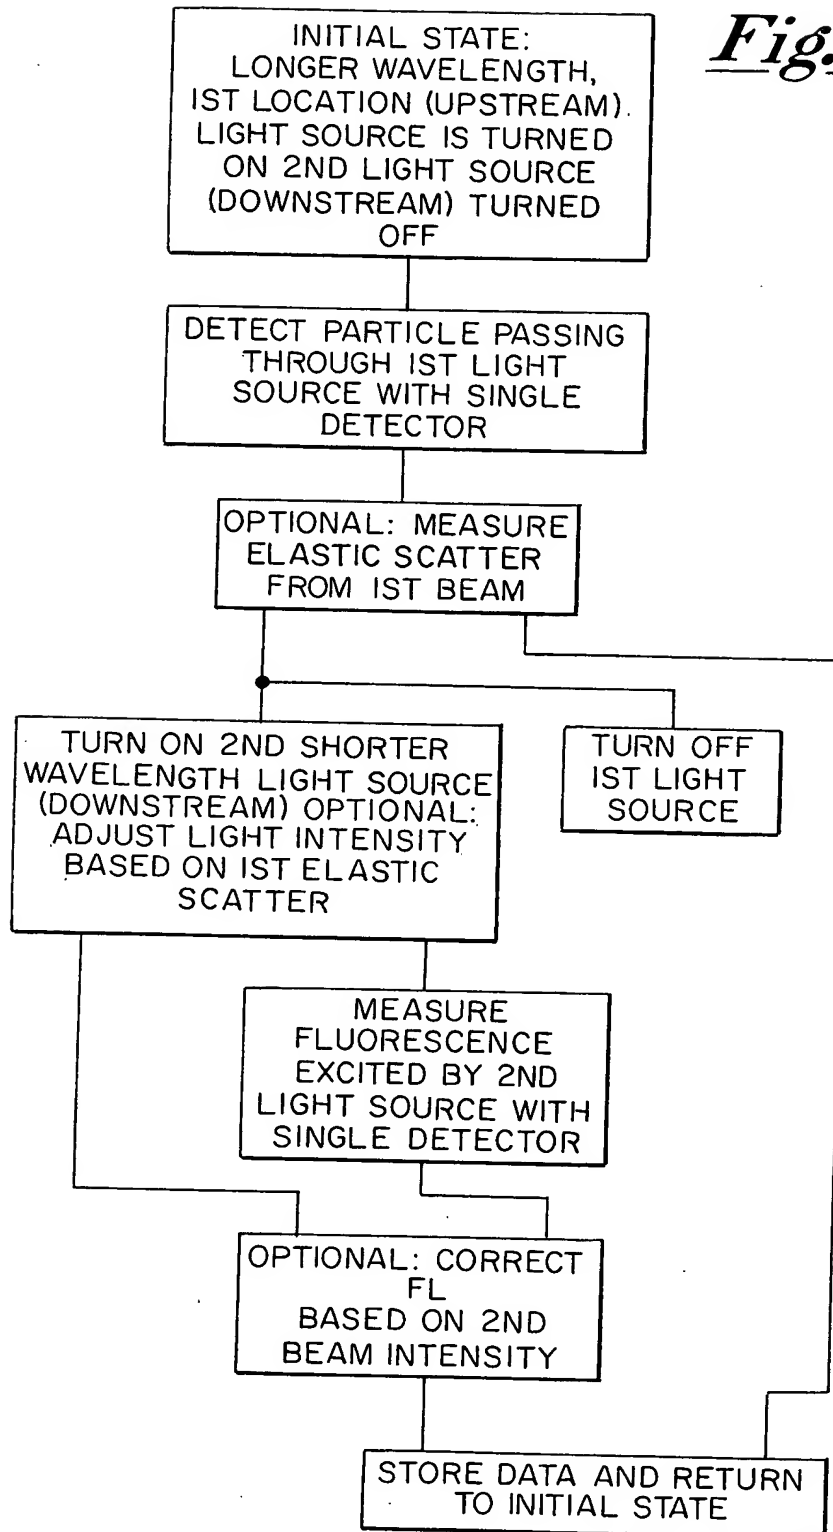 Fig.
INITIAL STATE:
LONGER WAVELENGTH,
IST LOCATION (UPSTREAM).
LIGHT SOURCE IS TURNED
ON 2ND LIGHT SOURCE
(DOWNSTREAM) TURNED
OFF
DETECT PARTICLE PASSING
THROUGH IST LIGHT
SOURCE WITH SINGLE
DETECTOR
OPTIONAL: MEASURE
ELASTIC SCATTER
FROM IST BEAM
TURN ON 2ND SHORTER
WAVELENGTH LIGHT SOURCE
(DOWNSTREAM) OPTIONAL:
ADJUST LIGHT INTENSITY
BASED ON IST ELASTIC
SCATTER
TURN OFF
IST LIGHT
SOURCE
MEASURE
FLUORESCENCE
EXCITED BY 2ND
LIGHT SOURCE WITH
SINGLE DETECTOR
OPTIONAL: CORRECT
FL
BASED ON 2ND
BEAM INTENSITY
STORE DATA AND RETURN
TO INITIAL STATE